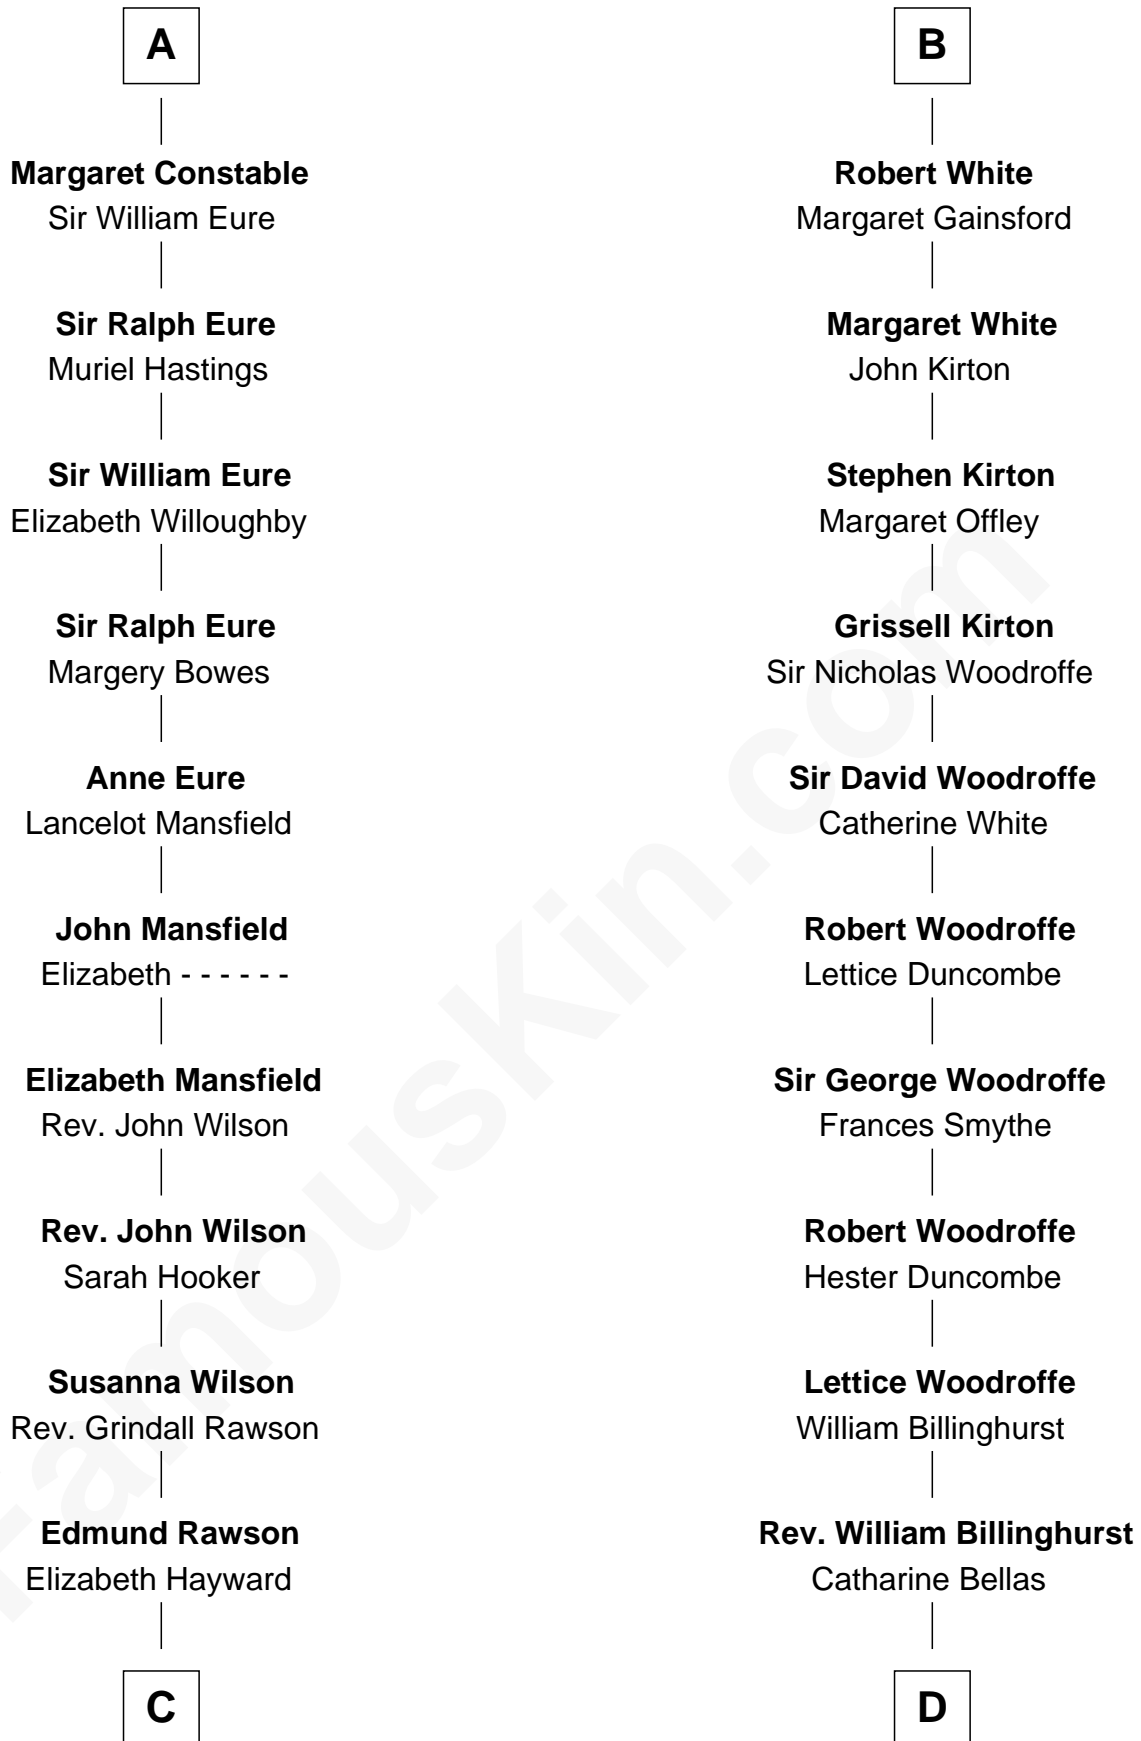 A
Margaret Constable
Sir William Eure
Sir Ralph Eure
Muriel Hastings
Sir William Eure
Elizabeth Willoughby
Sir Ralph Eure
Margery Bowes
Anne Eure
Lancelot Mansfield
John Mansfield
Elizabeth - - - - - -
Elizabeth Mansfield
Rev. John Wilson
Rev. John Wilson
Sarah Hooker
Susanna Wilson
Rev. Grindall Rawson
Edmund Rawson
Elizabeth Hayward
C
B
Robert White
Margaret Gainsford
Margaret White
John Kirton
Stephen Kirton
Margaret Offley
Grissell Kirton
Sir Nicholas Woodroffe
Sir David Woodroffe
Catherine White
Robert Woodroffe
Lettice Duncombe
Sir George Woodroffe
Frances Smythe
Robert Woodroffe
Hester Duncombe
Lettice Woodroffe
William Billinghurst
Rev. William Billinghurst
Catharine Bellas
D
FamousKin.com